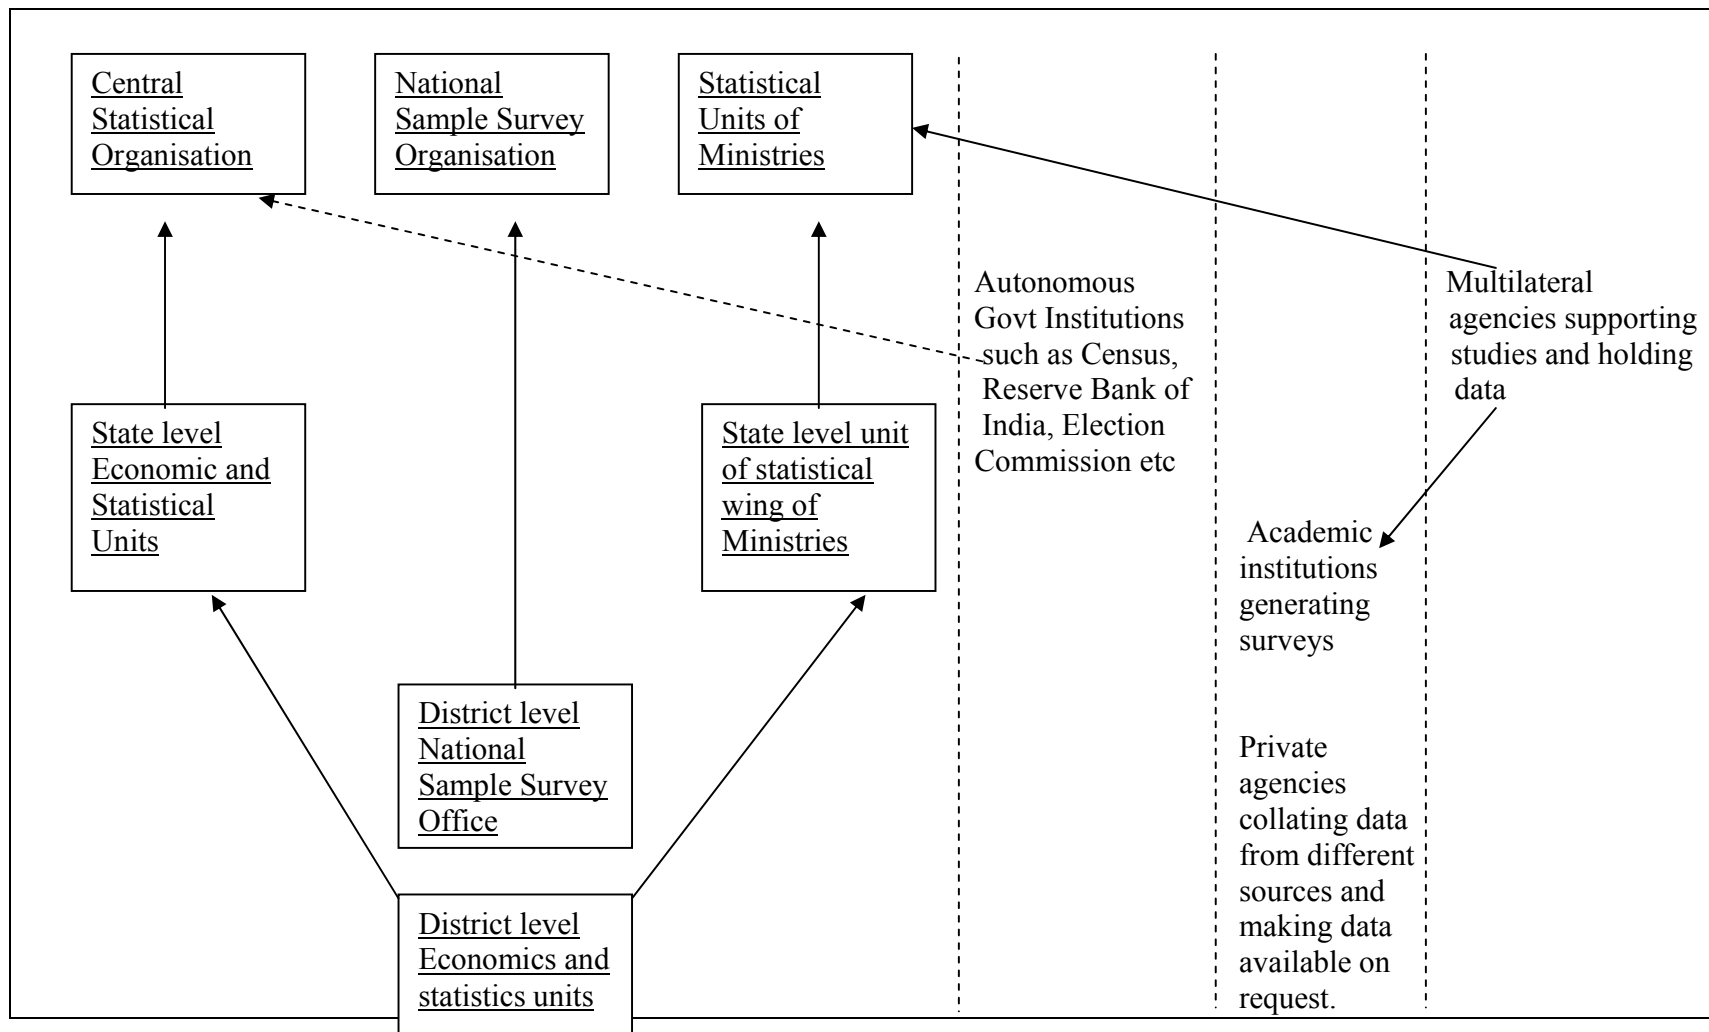 Central
Statistical
Organisation
National
Sample Survey
Organisation
Statistical
Units of
Ministries
Autonomous
Govt Institutions
such as Census,
Reserve Bank of
India, Election
Commission etc
Multilateral
agencies supporting
studies and holding
data
State level
Economic and
Statistical
Units
State level unit
of statistical
wing of
Ministries
Academic
institutions
generating
surveys
District level
National
Sample Survey
Office
Private
agencies
collating data
from different
sources and
making data
available on
request.
District level
Economics and
statistics units